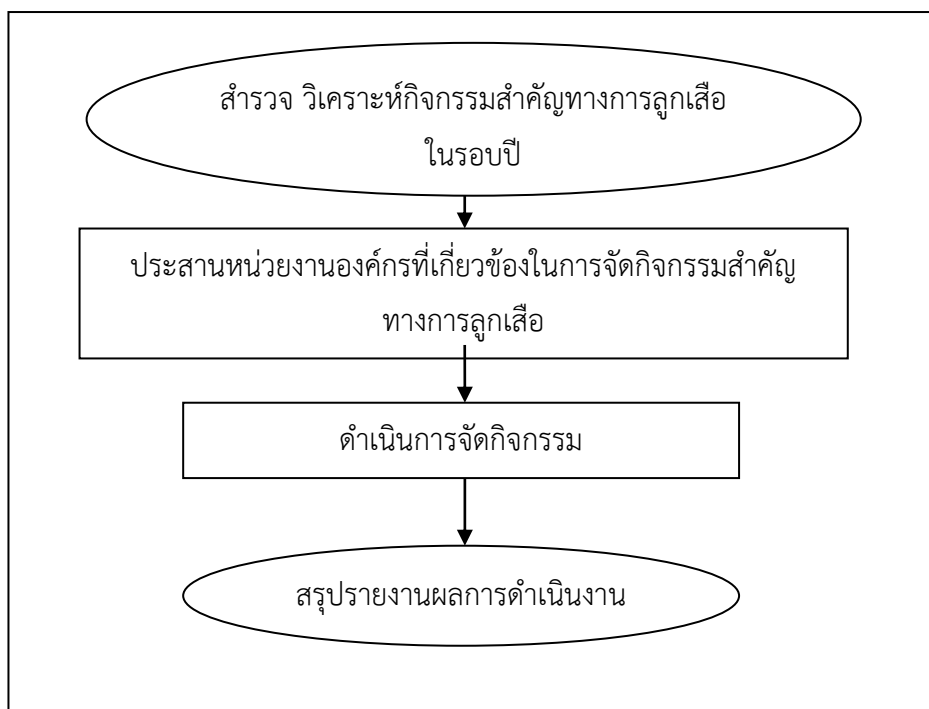 สำรวจ วิเคราะห์กิจกรรมสำคัญทางการลูกเสือ
ในรอบปี
ประสานหน่วยงานองค์กรที่เกี่ยวข้องในการจัดกิจกรรมสำคัญ
ทางการลูกเสือ
ดำเนินการจัดกิจกรรม
สรุปรายงานผลการดำเนินงาน